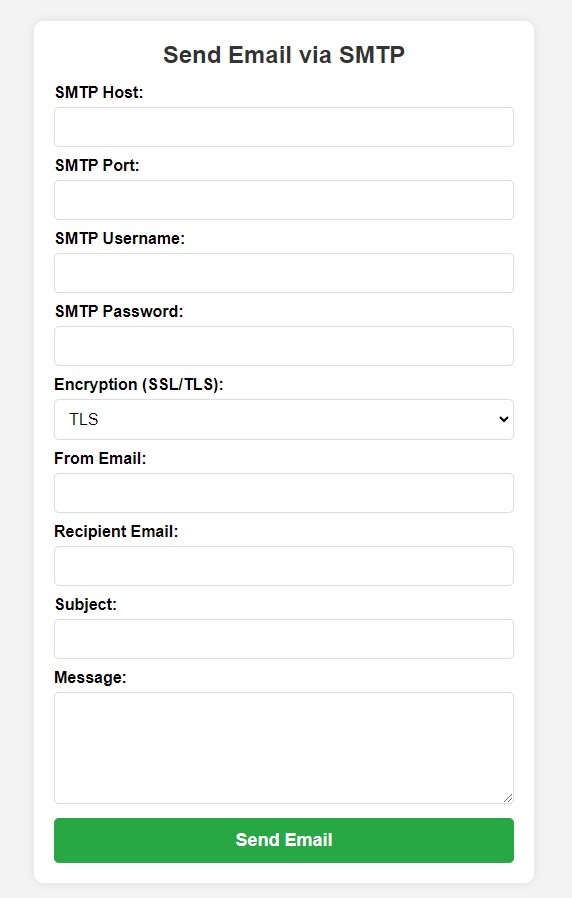 Send Email via SMTP
SMTP Host:
SMTP Port:
SMTP Username:
SMTP Password:
Encryption (SSL/TLS):
TLS
From Email:
Recipient Email:
Subject:
Message:
Send Email